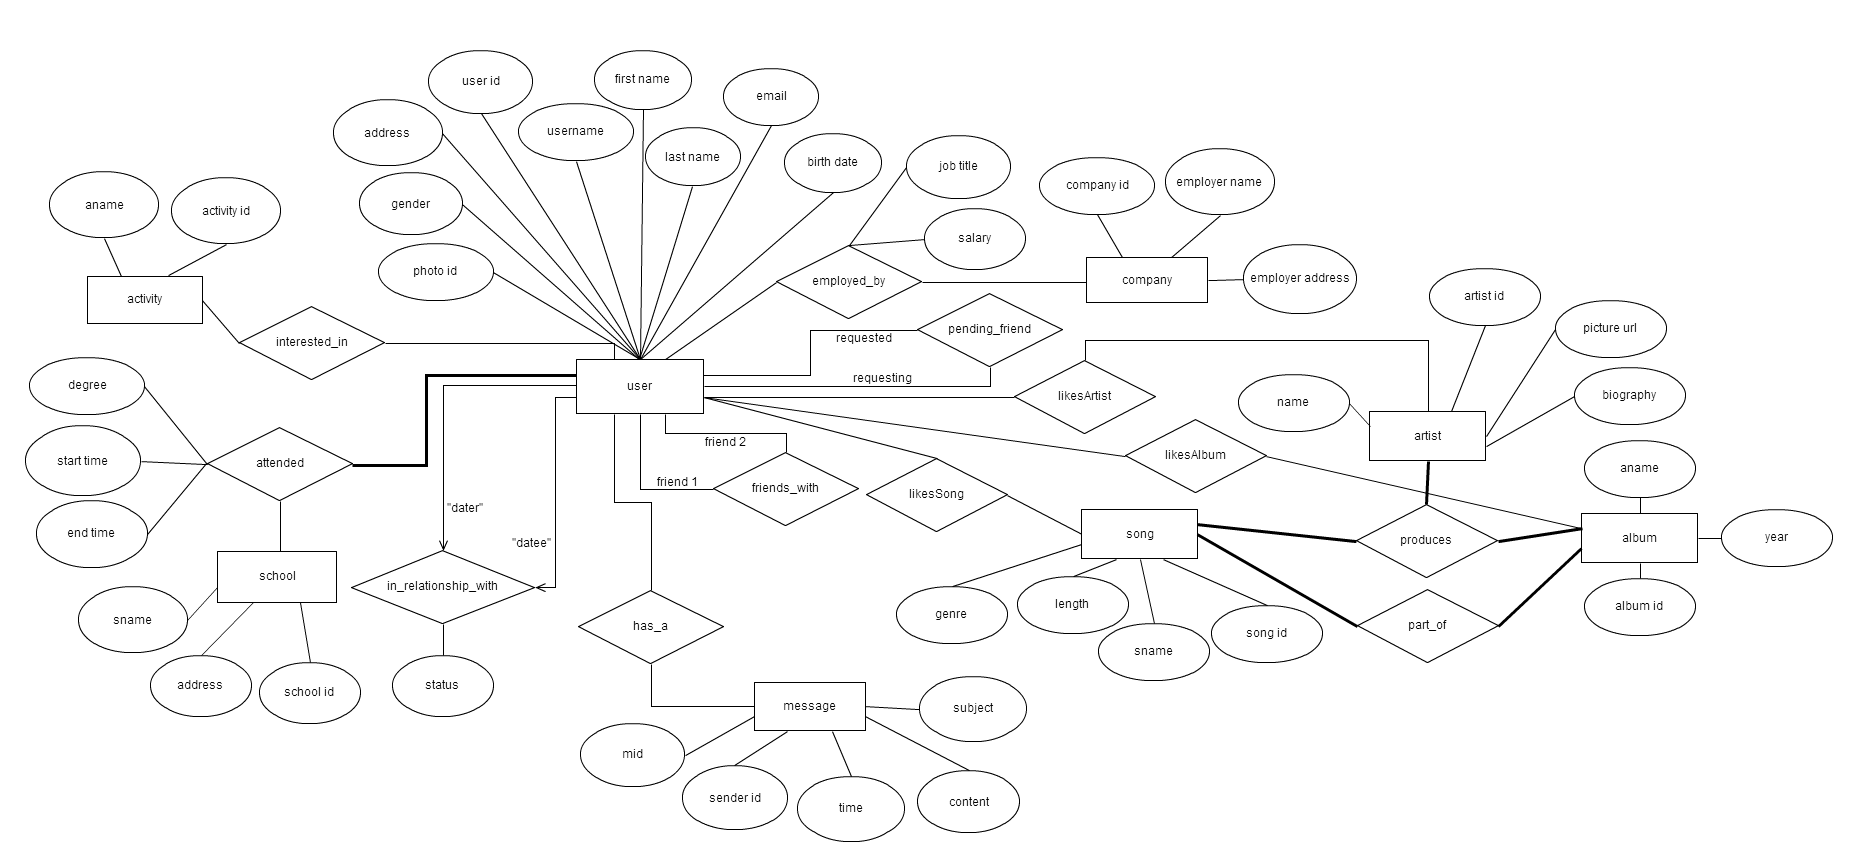 user id
first name
email
address
username
last name
birth date
job title
company id
employer name
aname
activity id
gender
salary
photo id
employed_by
company
employer address
activity
artist id
interested_in
requested
pending_friend
picture url
degree
user
requesting
likesArtist
name
biography
artist
friend 2
start time
attended
likesAlbum
aname
friend 1
friends_with
likesSong
"dater"
end time
"datee"
song
produces
album
year
school
in_relationship_with
genre
length
album id
sname
has_a
sname
song id
part_of
address
school id
status
message
subject
mid
sender id
time
content